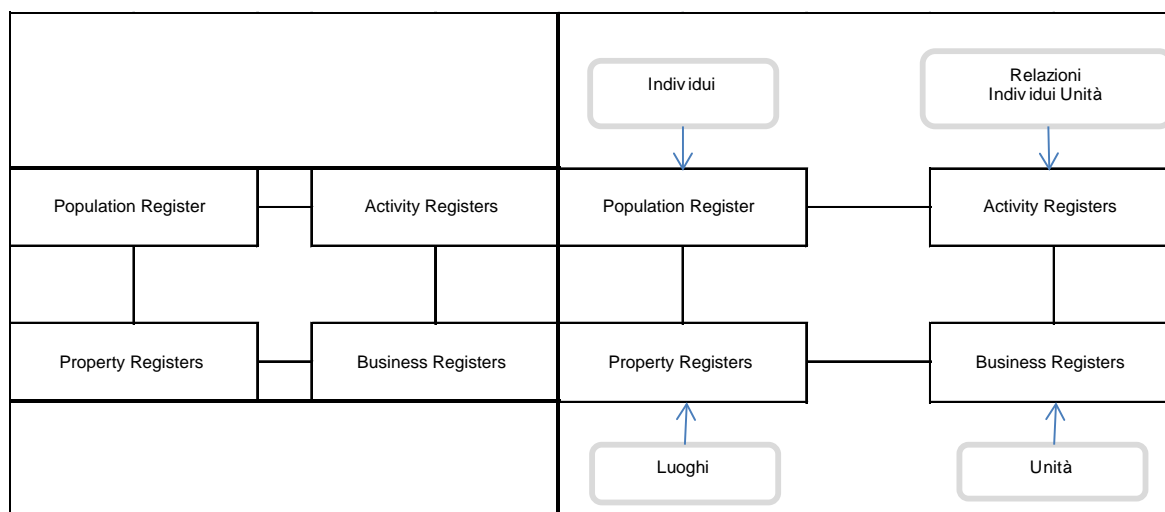 Individui
Relazioni
Individui Unità
Population Register
Activity Registers
Population Register
Activity Registers
Property Registers
Business Registers
Property Registers
Business Registers
Luoghi
Unità